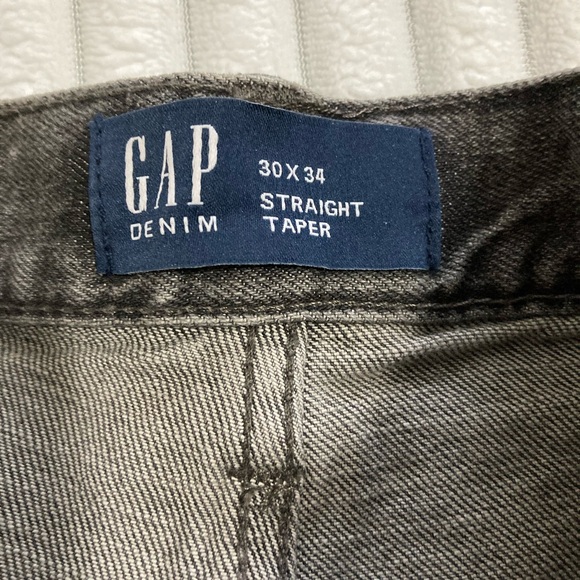 GAP
DENIM
30 X 34
STRAIGHT
TAPER